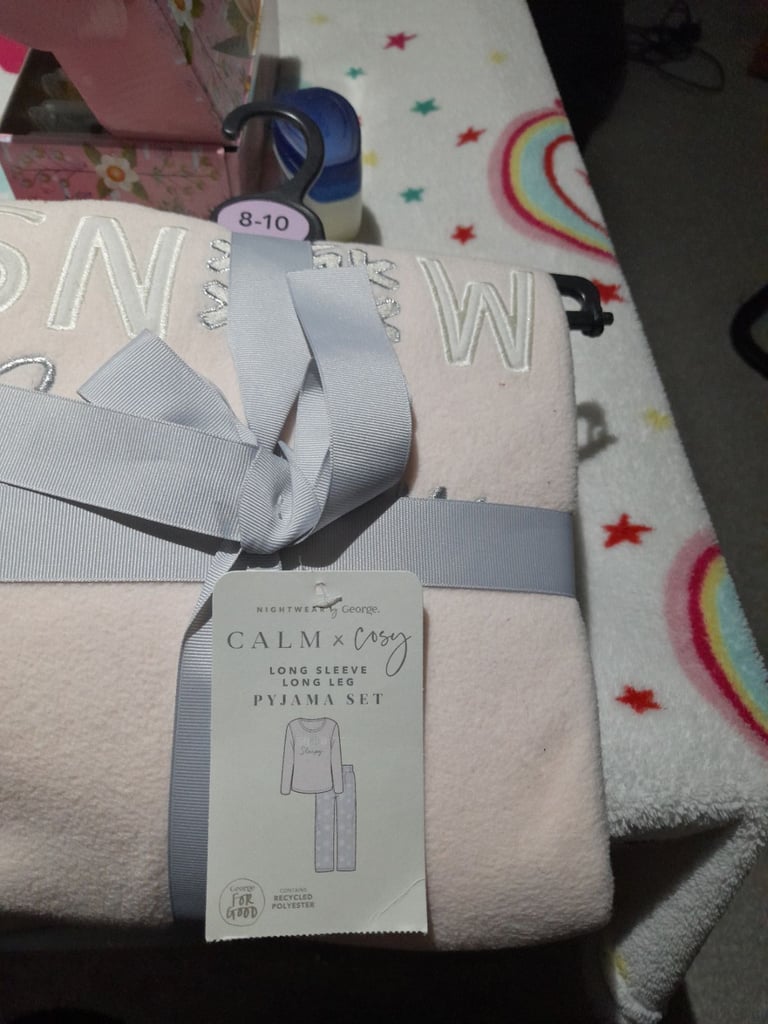 8-10
SN W
NIGHTWEAR by George.
CALM x cosy
LONG SLEEVE
LONG LEG
PYJAMA SET
Sleepy
George
FOR
GOOD
CONTAINS
RECYCLED
POLYESTER